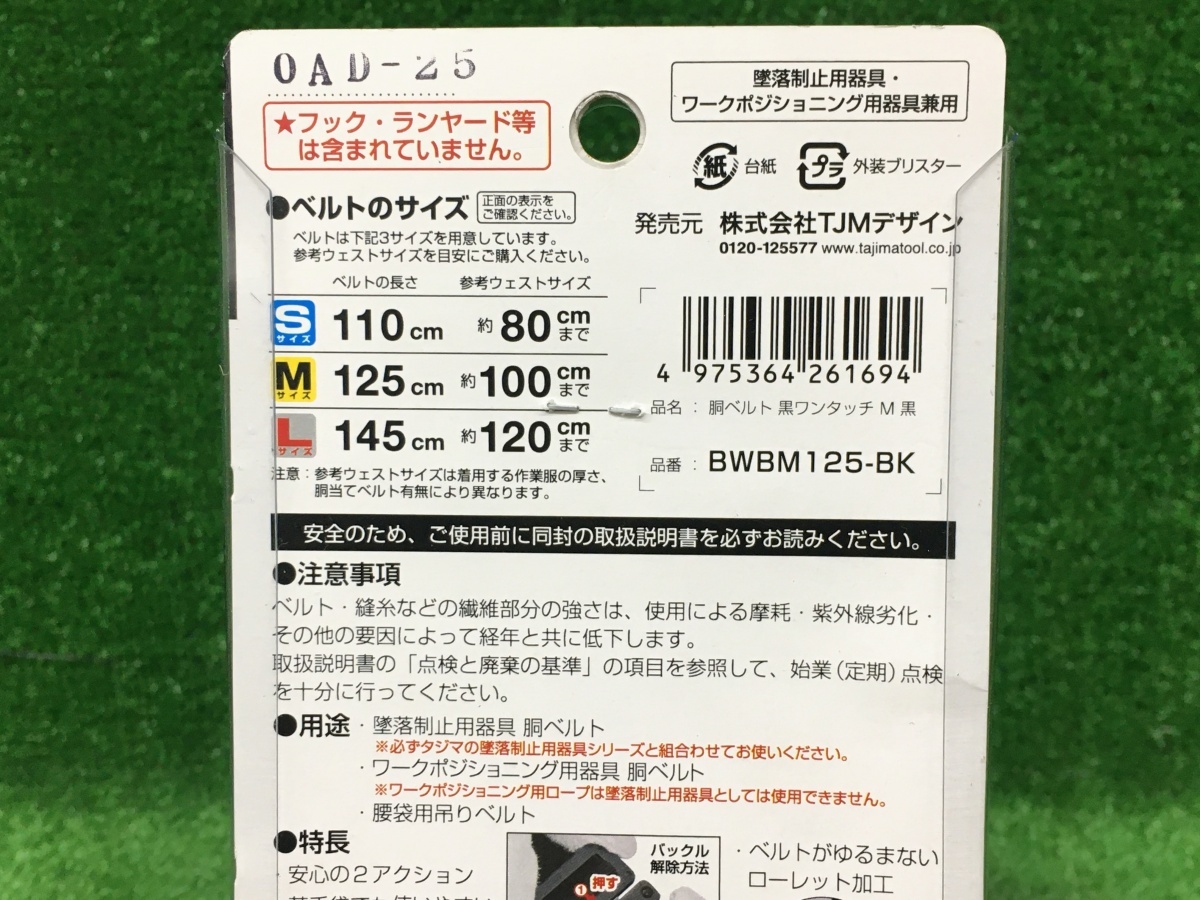 OAD-25
★フック・ランヤード等
は含まれていません。
墜落制止用器具・
ワークポジショニング用器具兼用
紙 台紙 プラ 外装ブリスター
発売元 株式会社TJMデザイン
0120-125577 www.tajimatool.co.jp
●ベルトのサイズ
正面の表示を
ご確認ください。
ベルトは下記3サイズを用意しています。
参考ウェストサイズを目安にご購入ください。
ベルトの長さ 参考ウェストサイズ
Sサイズ 110cm 約80cmまで
Mサイズ 125cm 約100cmまで
Lサイズ 145cm 約120cmまで
注意：参考ウェストサイズは着用する作業服の厚さ、
胴当てベルト有無により異なります。
4 975364 261694
品名：胴ベルト 黒ワンタッチ M 黒
品番：BWBM125-BK
安全のため、ご使用前に同封の取扱説明書を必ずお読みください。
●注意事項
ベルト・縫糸などの繊維部分の強さは、使用による摩耗・紫外線劣化・
その他の要因によって経年と共に低下します。
取扱説明書の「点検と廃棄の基準」の項目を参照して、始業(定期)点検
を十分に行ってください。
●用途 ・墜落制止用器具 胴ベルト
※必ずタジマの墜落制止用器具シリーズと組合わせてお使いください。
・ワークポジショニング用器具 胴ベルト
※ワークポジショニング用ロープは墜落制止用器具としては使用できません。
・腰袋用吊りベルト
●特長
・安心の2アクション
バックル
解除方法
①押す
・ベルトがゆるまない
ローレット加工